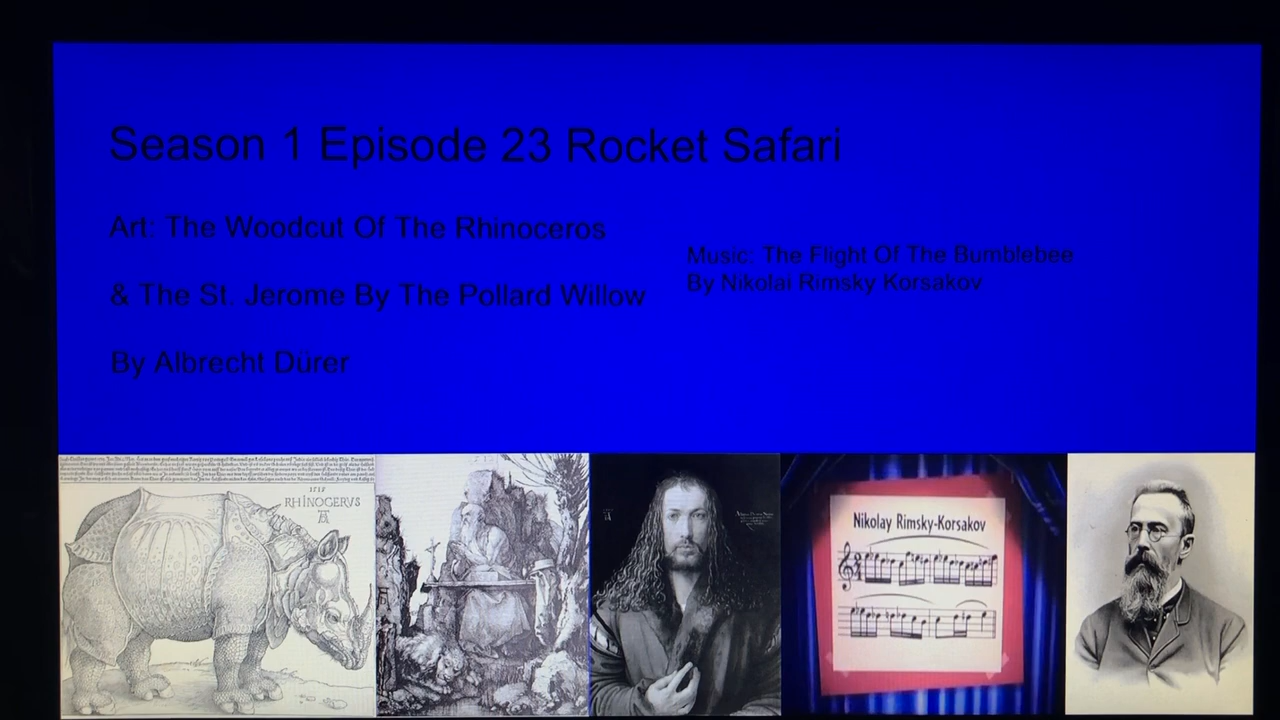 Season 1 Episode 23 Rocket Safari
Art: The Woodcut Of The Rhinoceros
& The St. Jerome By The Pollard Willow
By Albrecht Dürer
Music: The Flight Of The Bumblebee
By Nikolai Rimsky Korsakov
1515
RHINOCERVS
Nikolay Rimsky-Korsakov